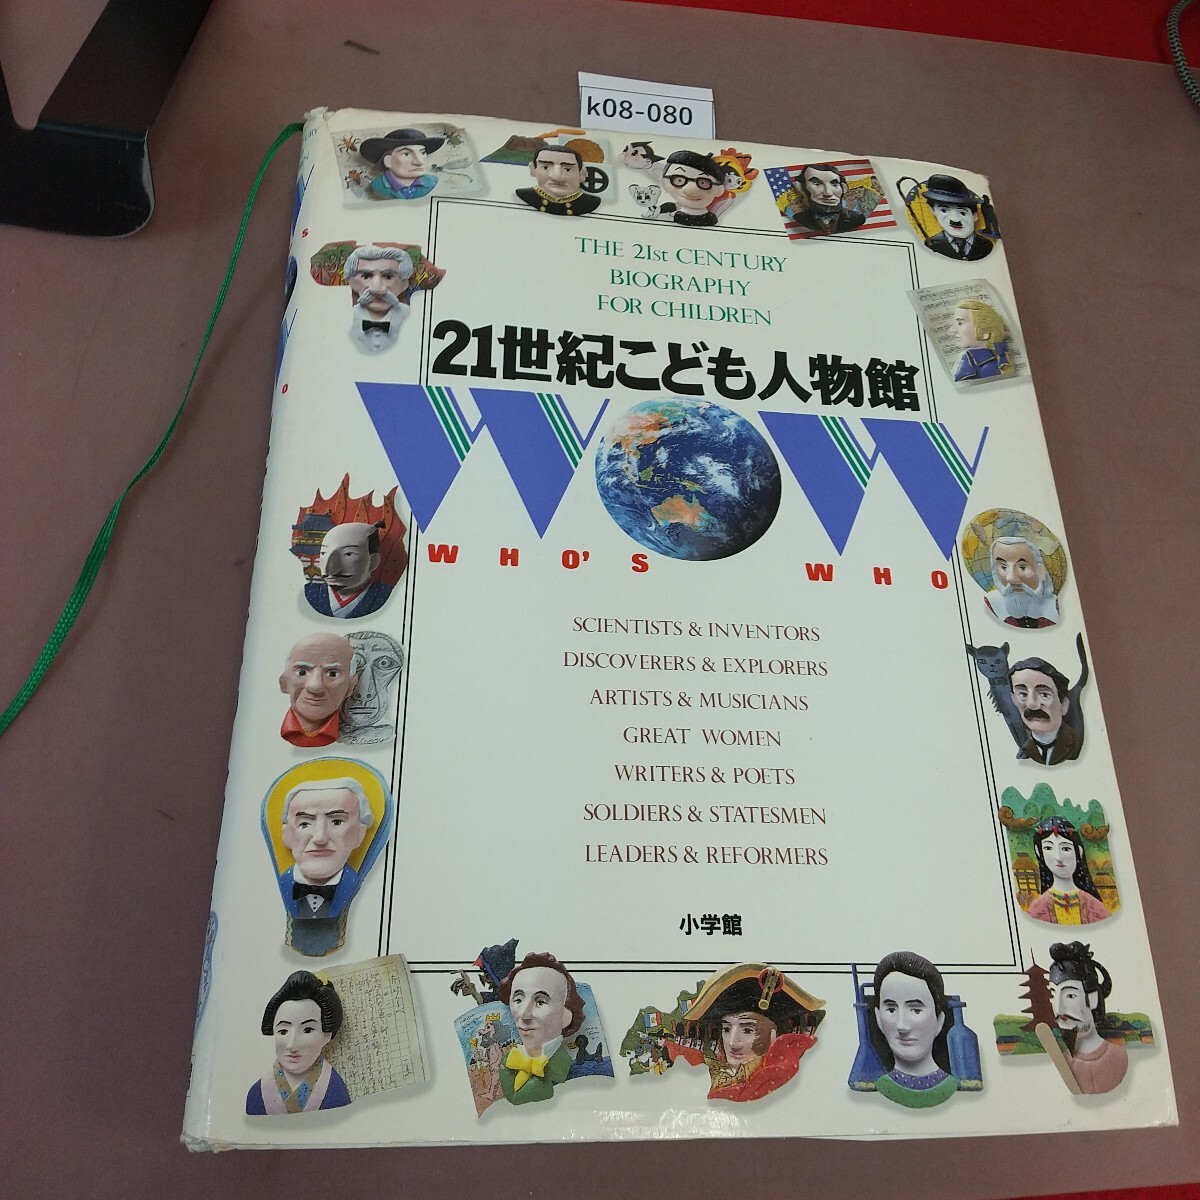 k08-080
THE 21st CENTURY
BIOGRAPHY
FOR CHILDREN
21世紀こども人物館
WOW
WHO'S WHO
SCIENTISTS & INVENTORS
DISCOVERERS & EXPLORERS
ARTISTS & MUSICIANS
GREAT WOMEN
WRITERS & POETS
SOLDIERS & STATESMEN
LEADERS & REFORMERS
小学館